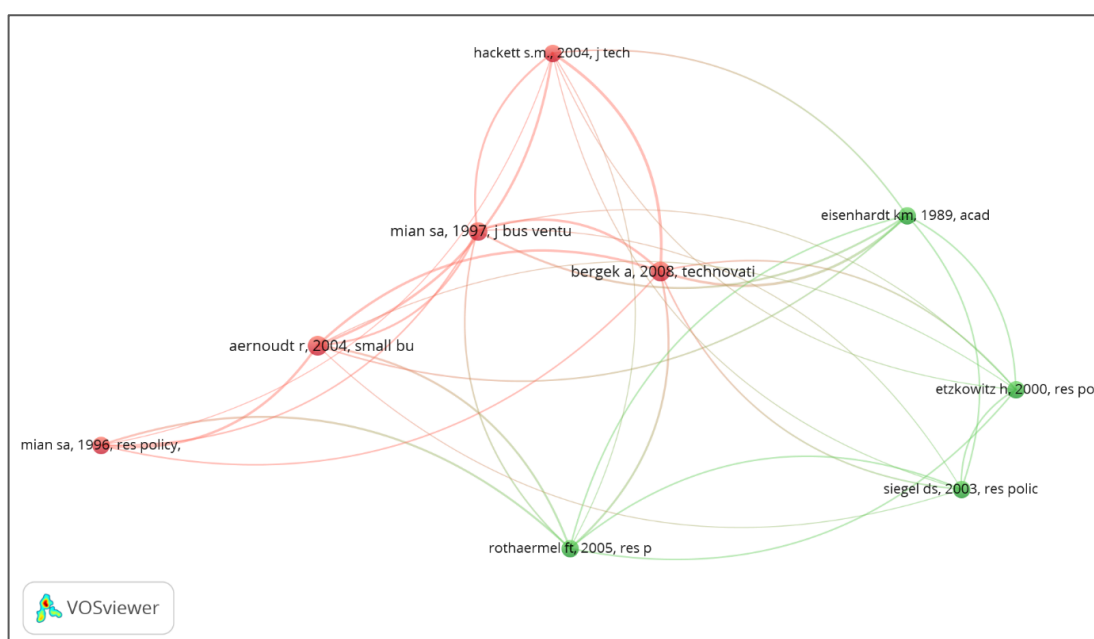 hackett s.m., 2004, j tech
eisenhardt km, 1989, acad
mian sa, 1997, j bus ventu
bergek a, 2008, technovati
aernoudt r, 2004, small bu
etzkowitz h, 2000, res po
mian sa, 1996, res policy,
siegel ds, 2003, res polic
rothaermel ft, 2005, res p
VOSviewer